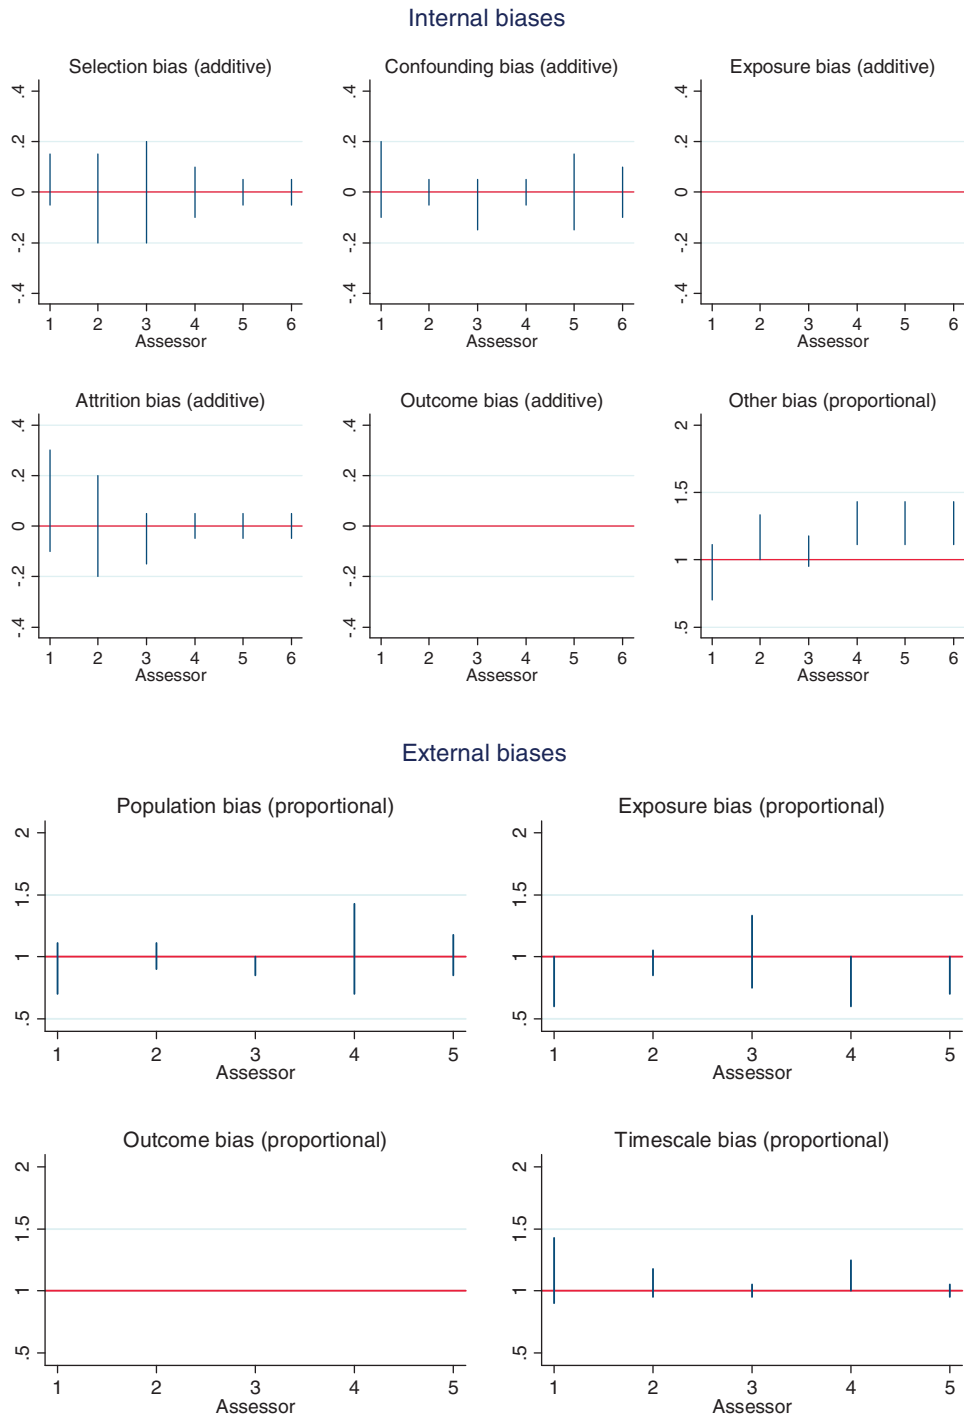 Internal biases
Selection bias (additive)
.4
.2
0
-.2
-.4
1 2 3 4 5 6
Assessor
Confounding bias (additive)
.4
.2
0
-.2
-.4
1 2 3 4 5 6
Assessor
Exposure bias (additive)
.4
.2
0
-.2
-.4
1 2 3 4 5 6
Assessor
Attrition bias (additive)
.4
.2
0
-.2
-.4
1 2 3 4 5 6
Assessor
Outcome bias (additive)
.4
.2
0
-.2
-.4
1 2 3 4 5 6
Assessor
Other bias (proportional)
2
1.5
1
.5
1 2 3 4 5 6
Assessor
External biases
Population bias (proportional)
2
1.5
1
.5
1 2 3 4 5
Assessor
Exposure bias (proportional)
2
1.5
1
.5
1 2 3 4 5
Assessor
Outcome bias (proportional)
2
1.5
1
.5
1 2 3 4 5
Assessor
Timescale bias (proportional)
2
1.5
1
.5
1 2 3 4 5
Assessor